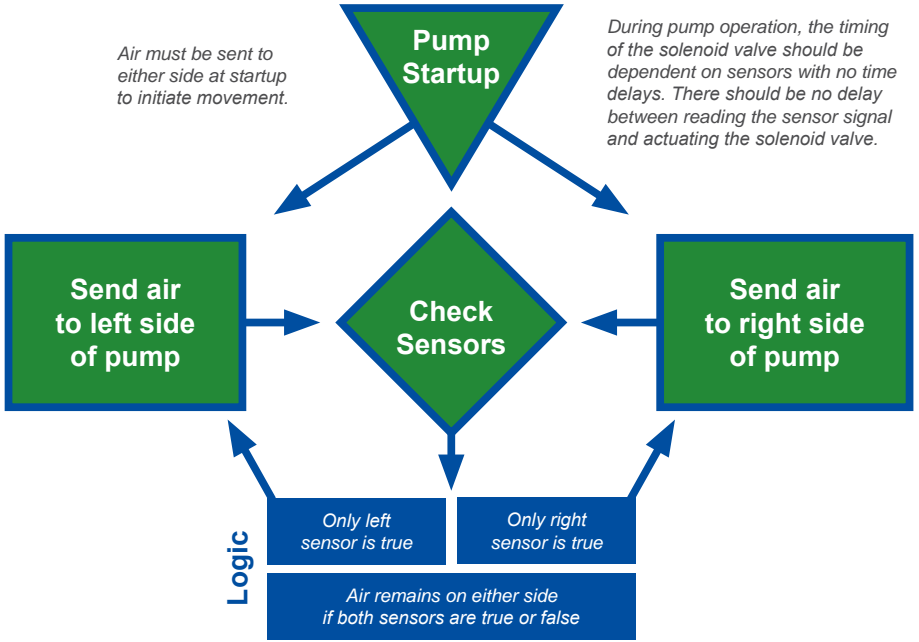 Air must be sent to
either side at startup
to initiate movement.
Pump
Startup
During pump operation, the timing
of the solenoid valve should be
dependent on sensors with no time
delays. There should be no delay
between reading the sensor signal
and actuating the solenoid valve.
Send air
to left side
of pump
Check
Sensors
Send air
to right side
of pump
Logic
Only left
sensor is true
Only right
sensor is true
Air remains on either side
if both sensors are true or false